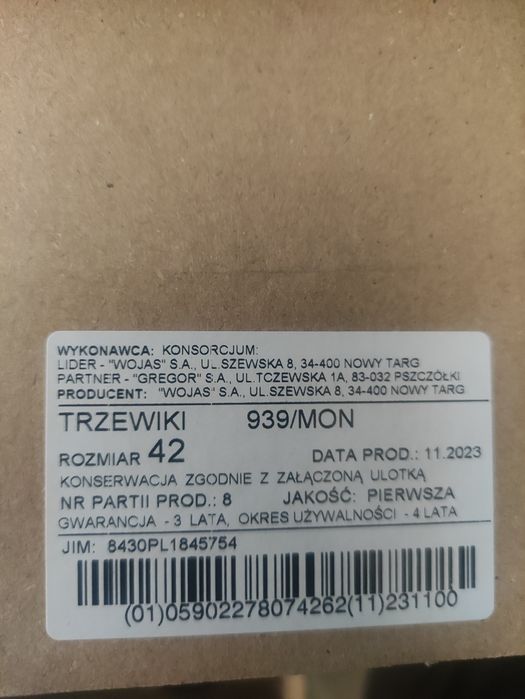 WYKONAWCA: KONSORCJUM:
LIDER - "WOJAS" S.A., UL.SZEWSKA 8, 34-400 NOWY TARG
PARTNER - "GREGOR" S.A., UL.TCZEWSKA 1A, 83-032 PSZCZÓŁKI
PRODUCENT: "WOJAS" S.A., UL.SZEWSKA 8, 34-400 NOWY TARG
TRZEWIKI 939/MON
ROZMIAR 42 DATA PROD.: 11.2023
KONSERWACJA ZGODNIE Z ZAŁĄCZONĄ ULOTKĄ
NR PARTII PROD.: 8 JAKOŚĆ: PIERWSZA
GWARANCJA - 3 LATA, OKRES UŻYWALNOŚCI - 4 LATA
JIM: 8430PL1845754
(01)05902278074262(11)231100